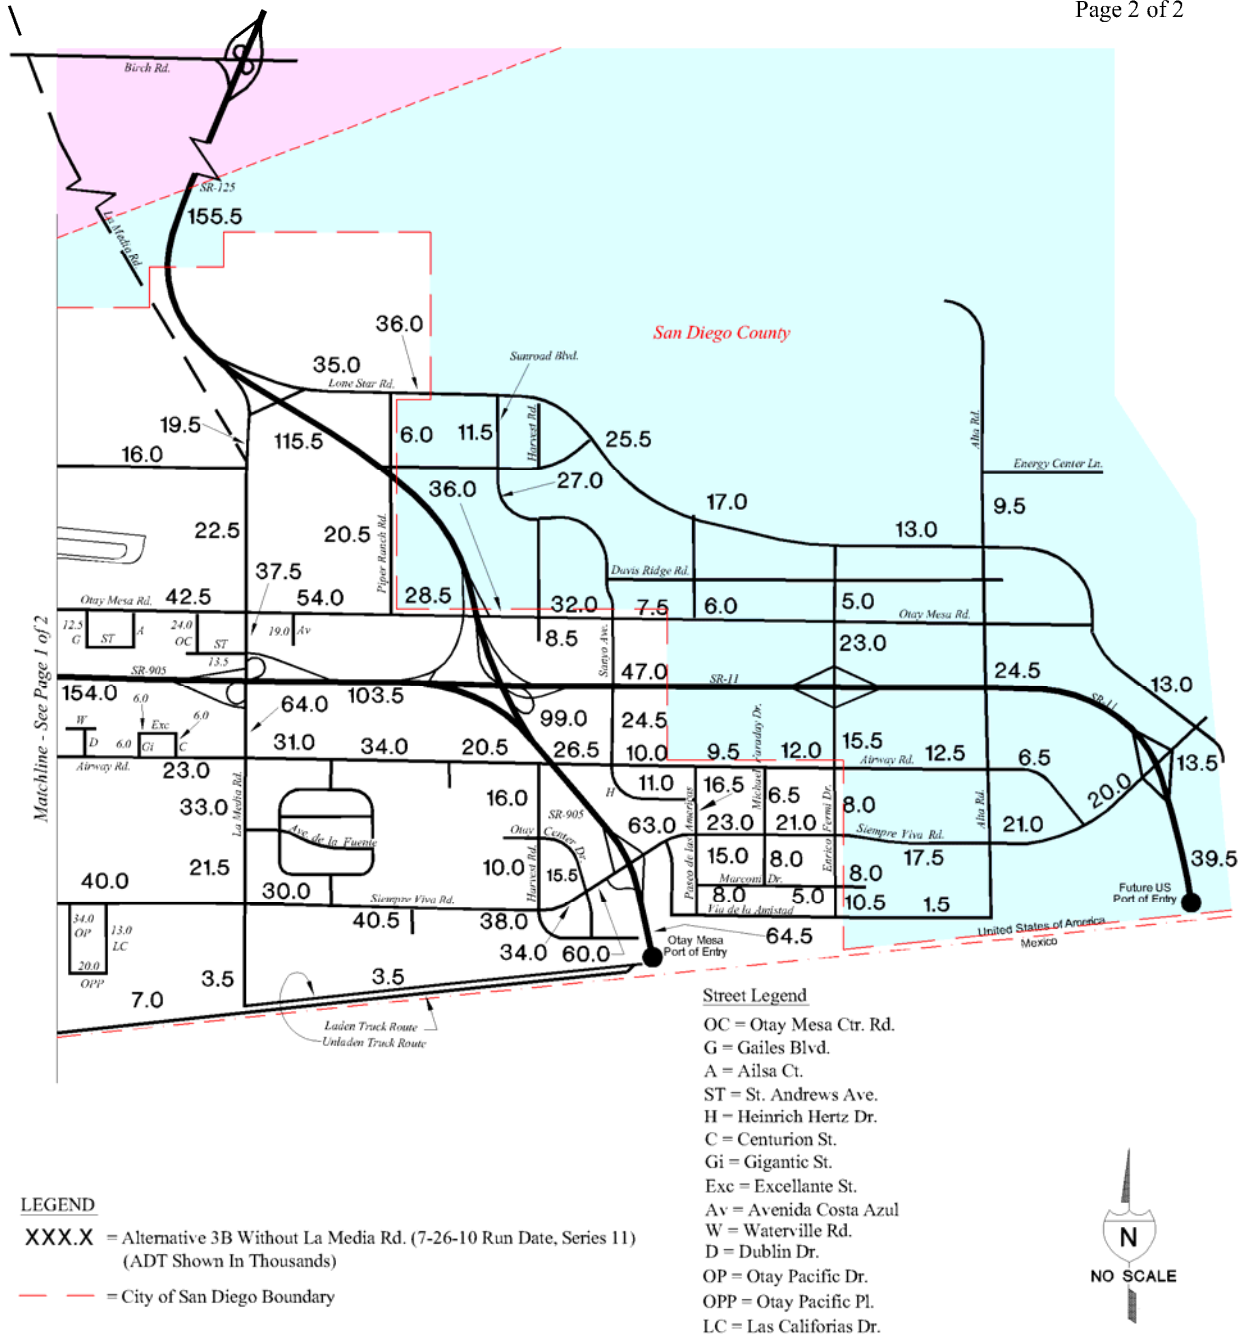 Page 2 of 2
Birch Rd.
SR-125
155.5
La Media Rd.
36.0
San Diego County
Sunroad Blvd.
35.0
Lone Star Rd.
19.5
115.5
6.0
11.5
Harvest Rd.
25.5
Alta Rd.
16.0
Energy Center Ln.
36.0
27.0
17.0
9.5
22.5
20.5
Piper Ranch Rd.
13.0
37.5
Davis Ridge Rd.
Otay Mesa Rd.
42.5
54.0
28.5
32.0
7.5
6.0
5.0
Otay Mesa Rd.
12.5
G
ST
A
24.0
OC
ST
19.0
Av
8.5
Sanyo Ave.
23.0
13.5
SR-905
47.0
SR-11
24.5
13.0
SR-11
154.0
6.0
6.0
64.0
103.5
99.0
24.5
Michael Faraday Dr.
W
D
6.0
Exc
Gi
C
31.0
34.0
20.5
26.5
10.0
9.5
12.0
15.5
12.5
6.5
13.5
Airway Rd.
23.0
Airway Rd.
33.0
La Media Rd.
16.0
SR-905
H
11.0
16.5
6.5
8.0
20.0
Otay Center Dr.
63.0
23.0
21.0
Enrico Fermi Dr.
Siempre Viva Rd.
Alta Rd.
21.0
Ave. de la Fuente
21.5
10.0
Harvest Rd.
15.5
Paseo de las Americas
15.0
8.0
17.5
39.5
40.0
30.0
Siempre Viva Rd.
Marconi Dr.
8.0
8.0
5.0
Future US
Port of Entry
34.0
OP
13.0
LC
40.5
38.0
Via de la Amistad
10.5
1.5
United States of America
Mexico
20.0
OPP
34.0
60.0
Otay Mesa
Port of Entry
64.5
3.5
3.5
7.0
Laden Truck Route
Unladen Truck Route
Matchline - See Page 1 of 2
Street Legend
OC = Otay Mesa Ctr. Rd.
G = Gailes Blvd.
A = Ailsa Ct.
ST = St. Andrews Ave.
H = Heinrich Hertz Dr.
C = Centurion St.
Gi = Gigantic St.
Exc = Excellante St.
Av = Avenida Costa Azul
W = Waterville Rd.
D = Dublin Dr.
OP = Otay Pacific Dr.
OPP = Otay Pacific Pl.
LC = Las Califorias Dr.
LEGEND
XXX.X = Alternative 3B Without La Media Rd. (7-26-10 Run Date, Series 11)
(ADT Shown In Thousands)
= City of San Diego Boundary
N
NO SCALE